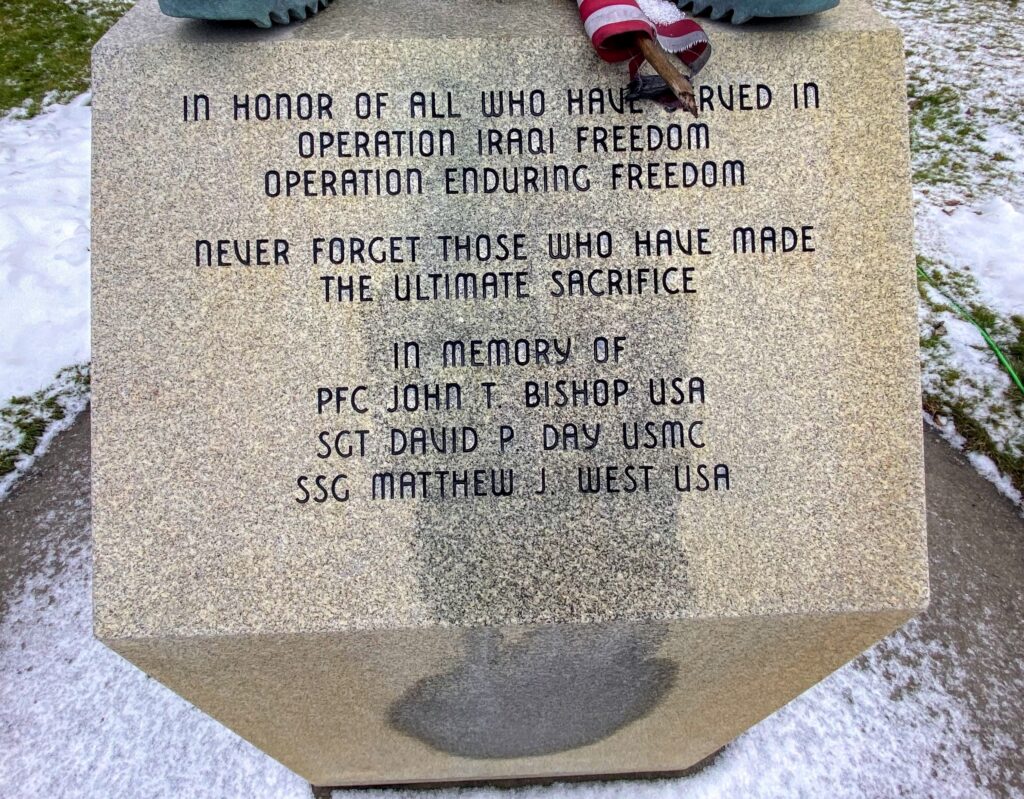 IN HONOR OF ALL WHO HAVE SERVED IN
OPERATION IRAQI FREEDOM
OPERATION ENDURING FREEDOM
NEVER FORGET THOSE WHO HAVE MADE
THE ULTIMATE SACRIFICE
IN MEMORY OF
PFC JOHN T. BISHOP USA
SGT DAVID P. DAY USMC
SSG MATTHEW J. WEST USA